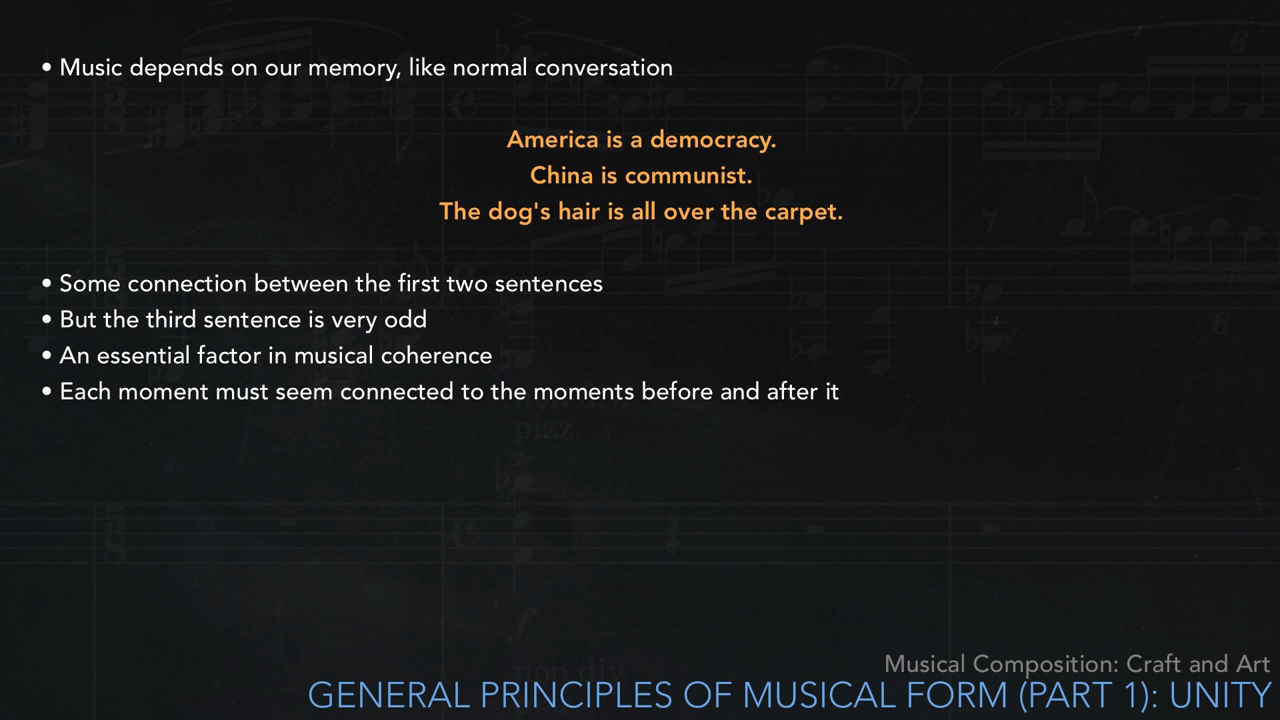 • Music depends on our memory, like normal conversation
America is a democracy.
China is communist.
The dog's hair is all over the carpet.
• Some connection between the first two sentences
• But the third sentence is very odd
• An essential factor in musical coherence
• Each moment must seem connected to the moments before and after it
pizz.
non div.
Musical Composition: Craft and Art
GENERAL PRINCIPLES OF MUSICAL FORM (PART 1): UNITY